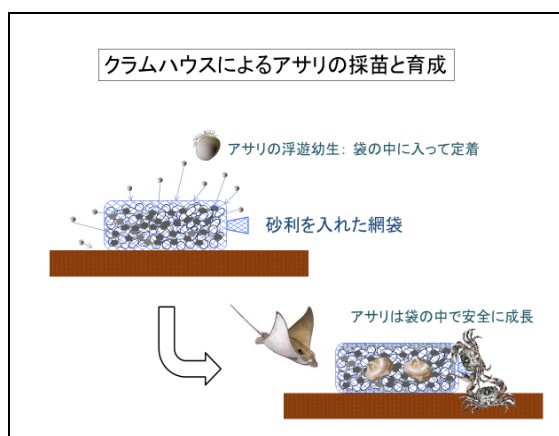 クラムハウスによるアサリの採苗と育成
アサリの浮遊幼生: 袋の中に入って定着
砂利を入れた網袋
アサリは袋の中で安全に成長